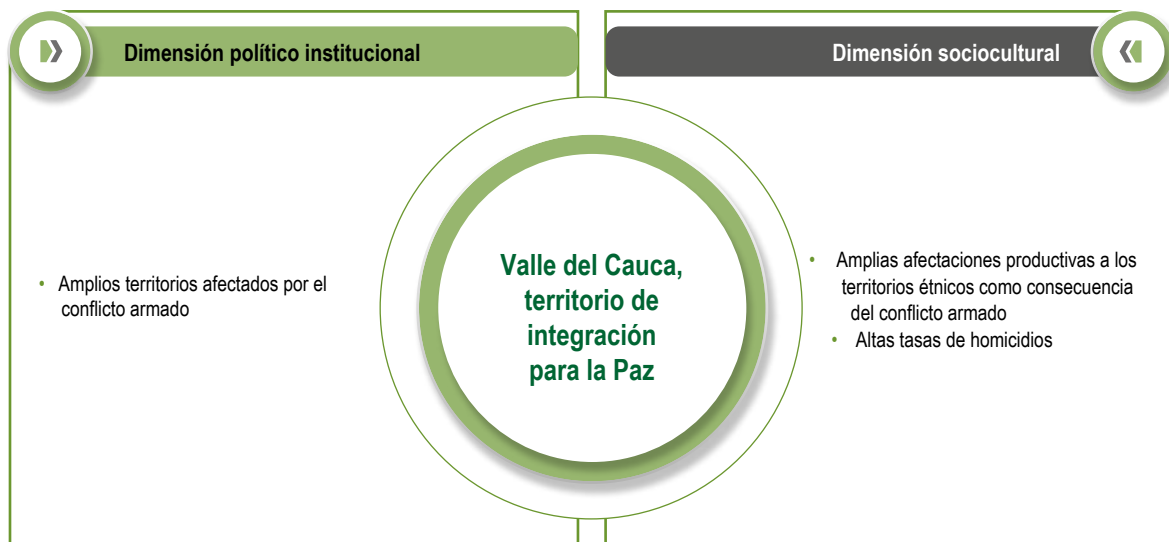 Dimensión político institucional
Dimensión sociocultural
• Amplios territorios afectados por el
conflicto armado
Valle del Cauca,
territorio de
integración
para la Paz
• Amplias afectaciones productivas a los
territorios étnicos como consecuencia
del conflicto armado
• Altas tasas de homicidios